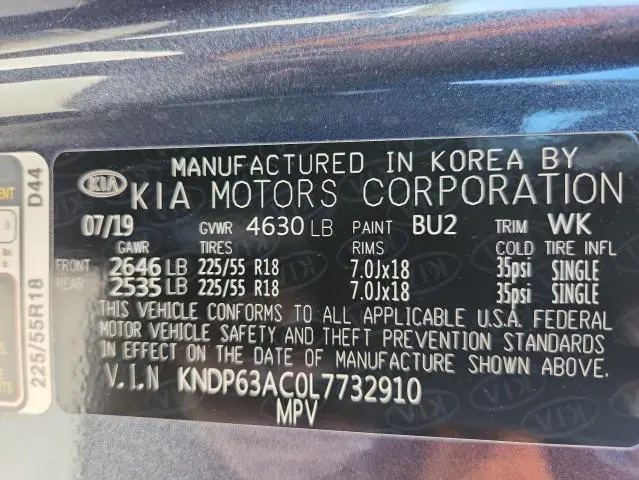 MANUFACTURED IN KOREA BY
KIA KIA MOTORS CORPORATION
07/19 GVWR 4630 LB PAINT BU2 TRIM WK
GAWR TIRES RIMS COLD TIRE INFL
FRONT 2646 LB 225/55 R18 7.0Jx18 35psi SINGLE
REAR 2535 LB 225/55 R18 7.0Jx18 35psi SINGLE
THIS VEHICLE CONFORMS TO ALL APPLICABLE U.S.A. FEDERAL
MOTOR VEHICLE SAFETY AND THEFT PREVENTION STANDARDS
IN EFFECT ON THE DATE OF MANUFACTURE SHOWN ABOVE.
V.I.N KNDP63AC0L7732910
MPV
225/55R18 D44